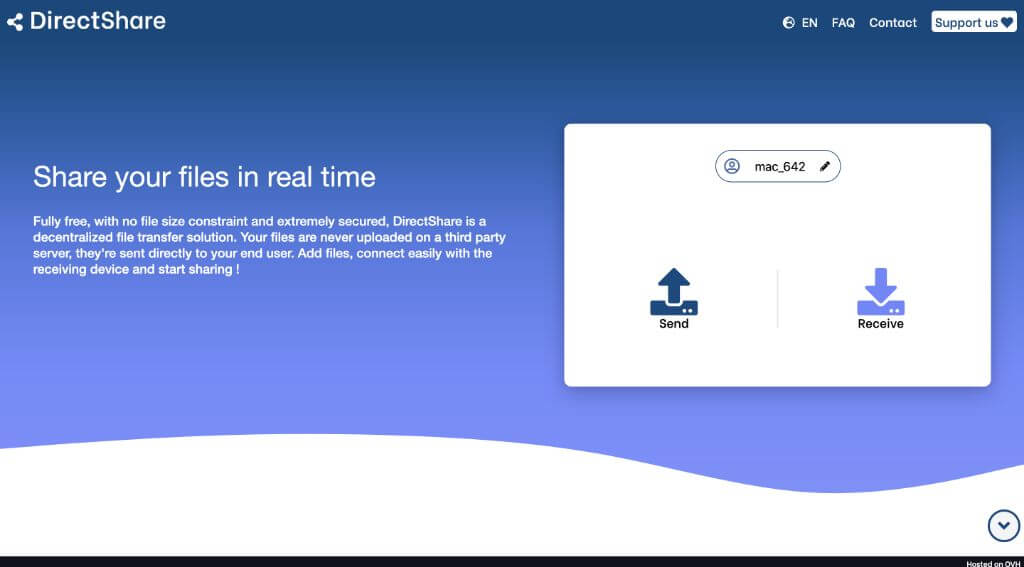 DirectShare
EN FAQ Contact Support us
Share your files in real time
Fully free, with no file size constraint and extremely secured, DirectShare is a
decentralized file transfer solution. Your files are never uploaded on a third party
server, they're sent directly to your end user. Add files, connect easily with the
receiving device and start sharing !
mac_642
Send
Receive
Hosted on OVH